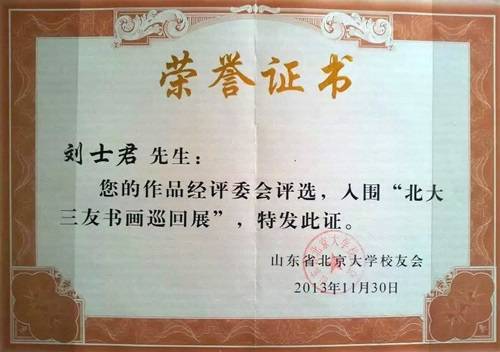 荣誉证书
刘士君 先生：
您的作品经评委会评选，入围“北大
三友书画巡回展”，特发此证。
山东省北京大学校友会
2013年11月30日